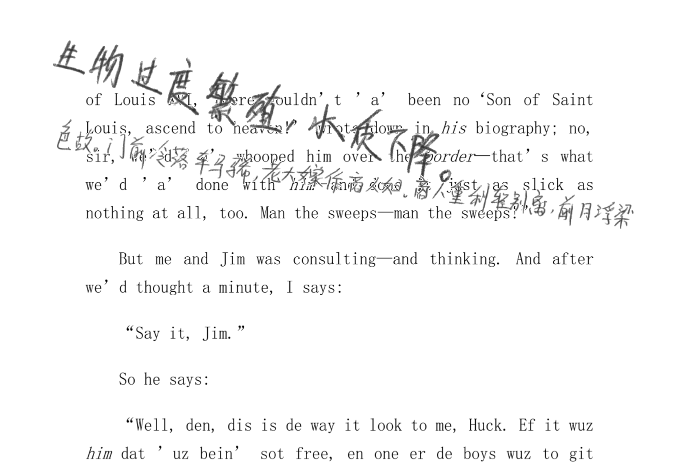 生物过度繁殖，水质下降。
of Louis XVI, there wouldn't 'a' been no 'Son of Saint
Louis, ascend to heaven!' wrote down in his biography; no,
sir, we'd 'a' whooped him over the border—that's what
we'd 'a' done with him—and done it just as slick as
nothing at all, too. Man the sweeps—man the sweeps!"
色故。门前冷落车马稀，老大嫁作商人妇。商人重利轻别离，前月浮梁
But me and Jim was consulting—and thinking. And after
we'd thought a minute, I says:
"Say it, Jim."
So he says:
"Well, den, dis is de way it look to me, Huck. Ef it wuz
him dat 'uz bein' sot free, en one er de boys wuz to git